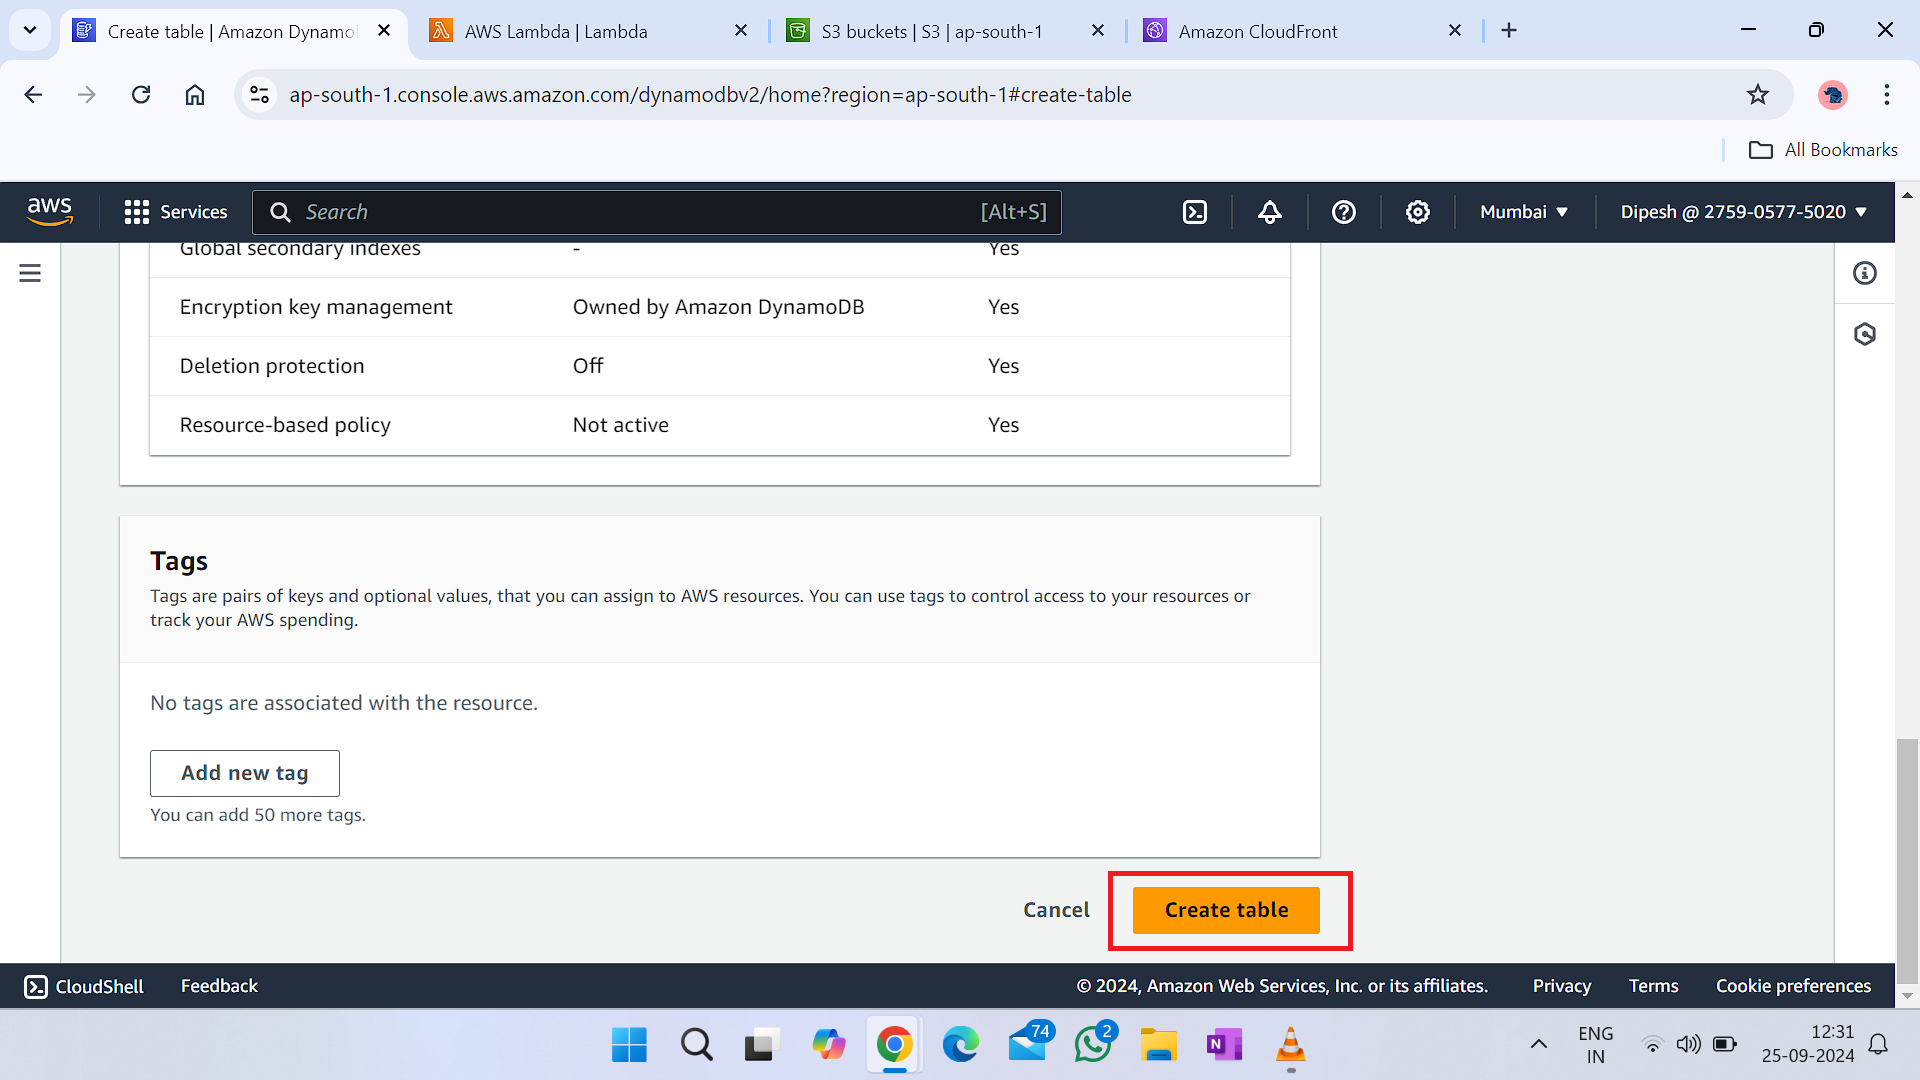 Create table | Amazon Dynamo
AWS Lambda | Lambda
S3 buckets | S3 | ap-south-1
Amazon CloudFront
ap-south-1.console.aws.amazon.com/dynamodbv2/home?region=ap-south-1#create-table
All Bookmarks
aws
Services
Search
[Alt+S]
Mumbai
Dipesh @ 2759-0577-5020
Global secondary indexes - Yes
Encryption key management Owned by Amazon DynamoDB Yes
Deletion protection Off Yes
Resource-based policy Not active Yes
Tags
Tags are pairs of keys and optional values, that you can assign to AWS resources. You can use tags to control access to your resources or
track your AWS spending.
No tags are associated with the resource.
Add new tag
You can add 50 more tags.
Cancel
Create table
CloudShell
Feedback
© 2024, Amazon Web Services, Inc. or its affiliates.
Privacy
Terms
Cookie preferences
74
2
N
ENG
IN
12:31
25-09-2024